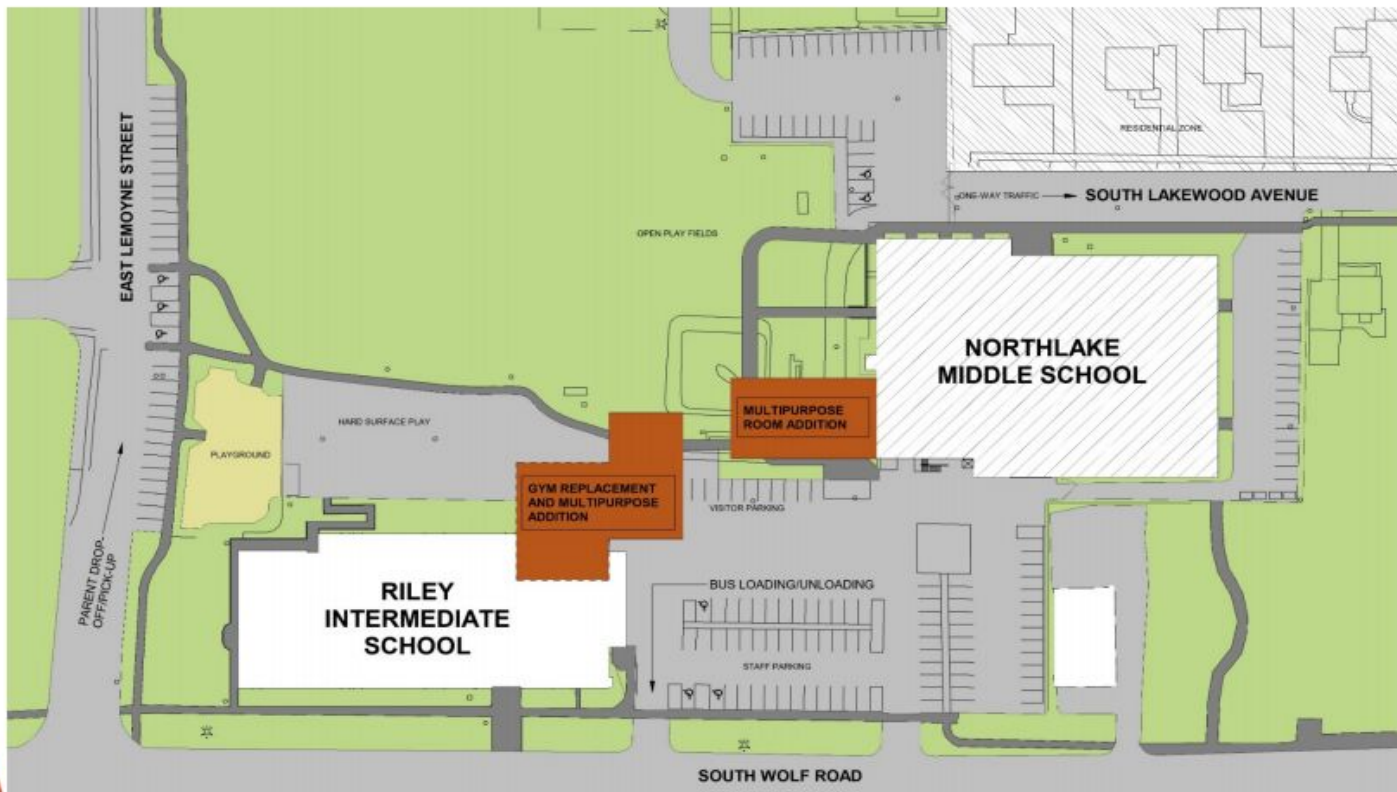 EAST LEMOYNE STREET
RESIDENTIAL ZONE
ONE-WAY TRAFFIC
SOUTH LAKEWOOD AVENUE
OPEN PLAY FIELDS
NORTHLAKE
MIDDLE SCHOOL
MULTIPURPOSE
ROOM ADDITION
HARD SURFACE PLAY
PLAYGROUND
GYM REPLACEMENT
AND MULTIPURPOSE
ADDITION
VISITOR PARKING
PARENT DROP-
OFF/PICK-UP
RILEY
INTERMEDIATE
SCHOOL
BUS LOADING/UNLOADING
STAFF PARKING
SOUTH WOLF ROAD